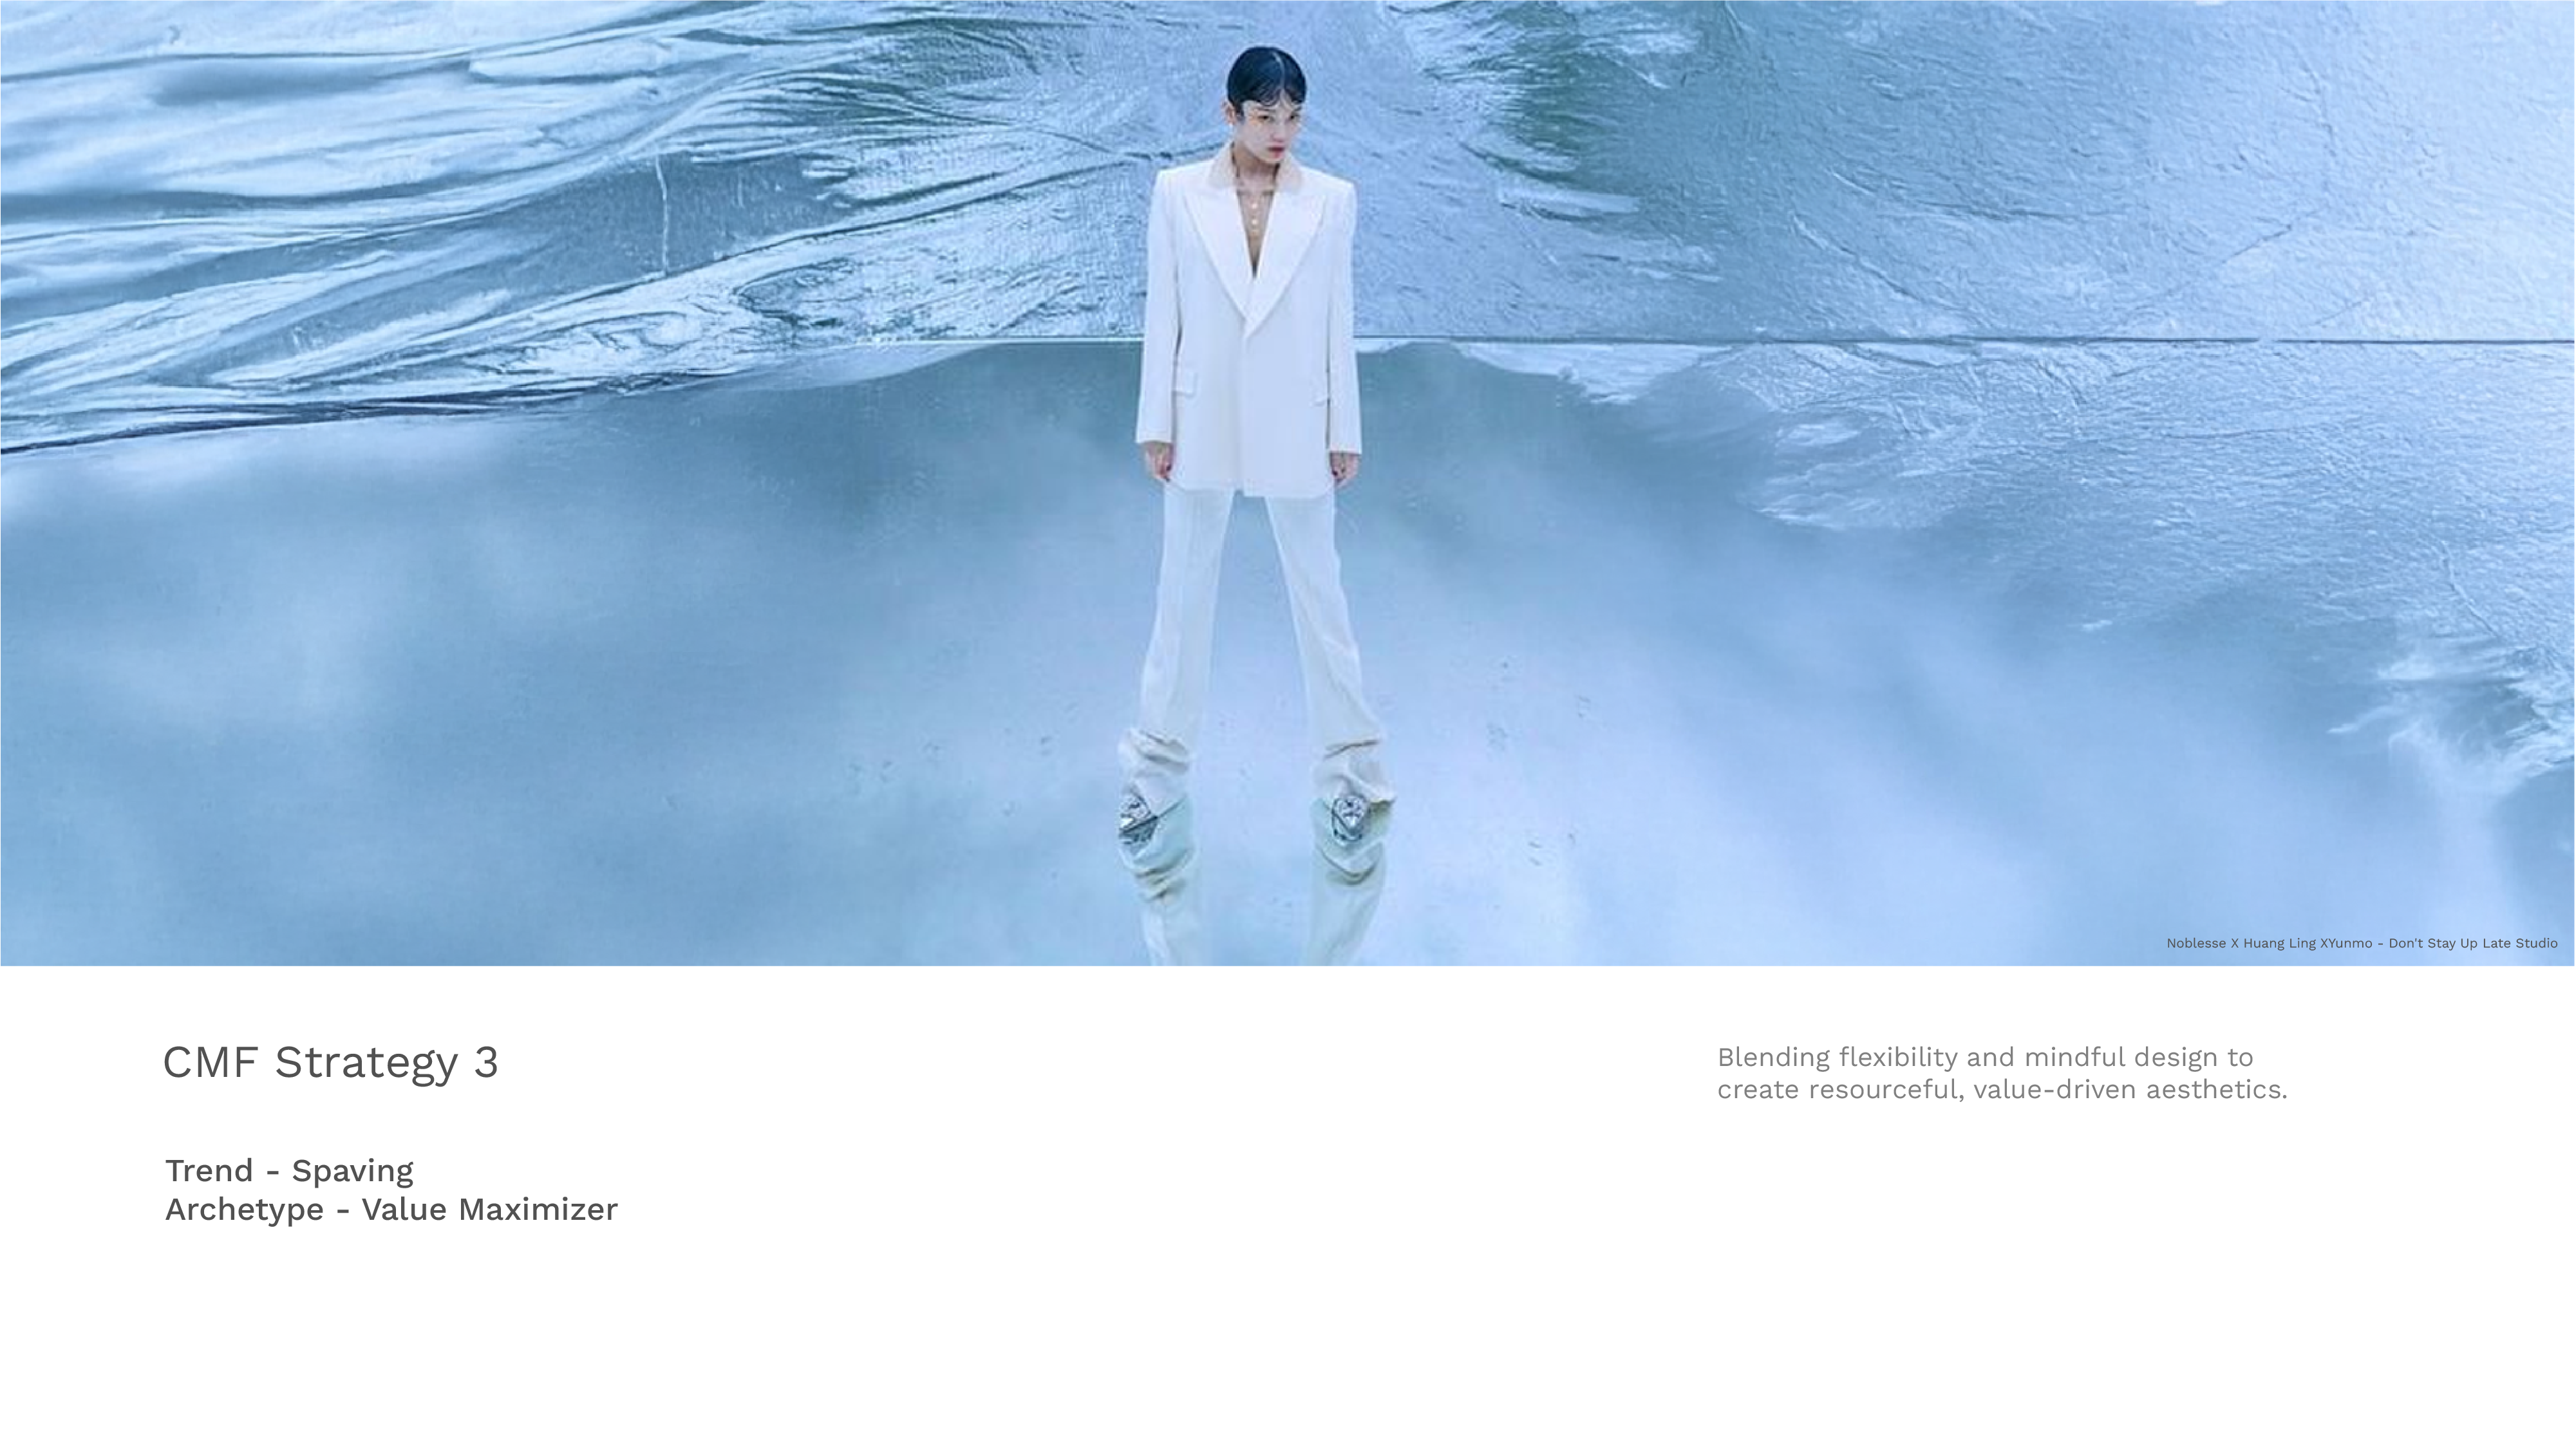 Noblesse X Huang Ling XYunmo - Don't Stay Up Late Studio
CMF Strategy 3
Trend - Spaving
Archetype - Value Maximizer
Blending flexibility and mindful design to
create resourceful, value-driven aesthetics.